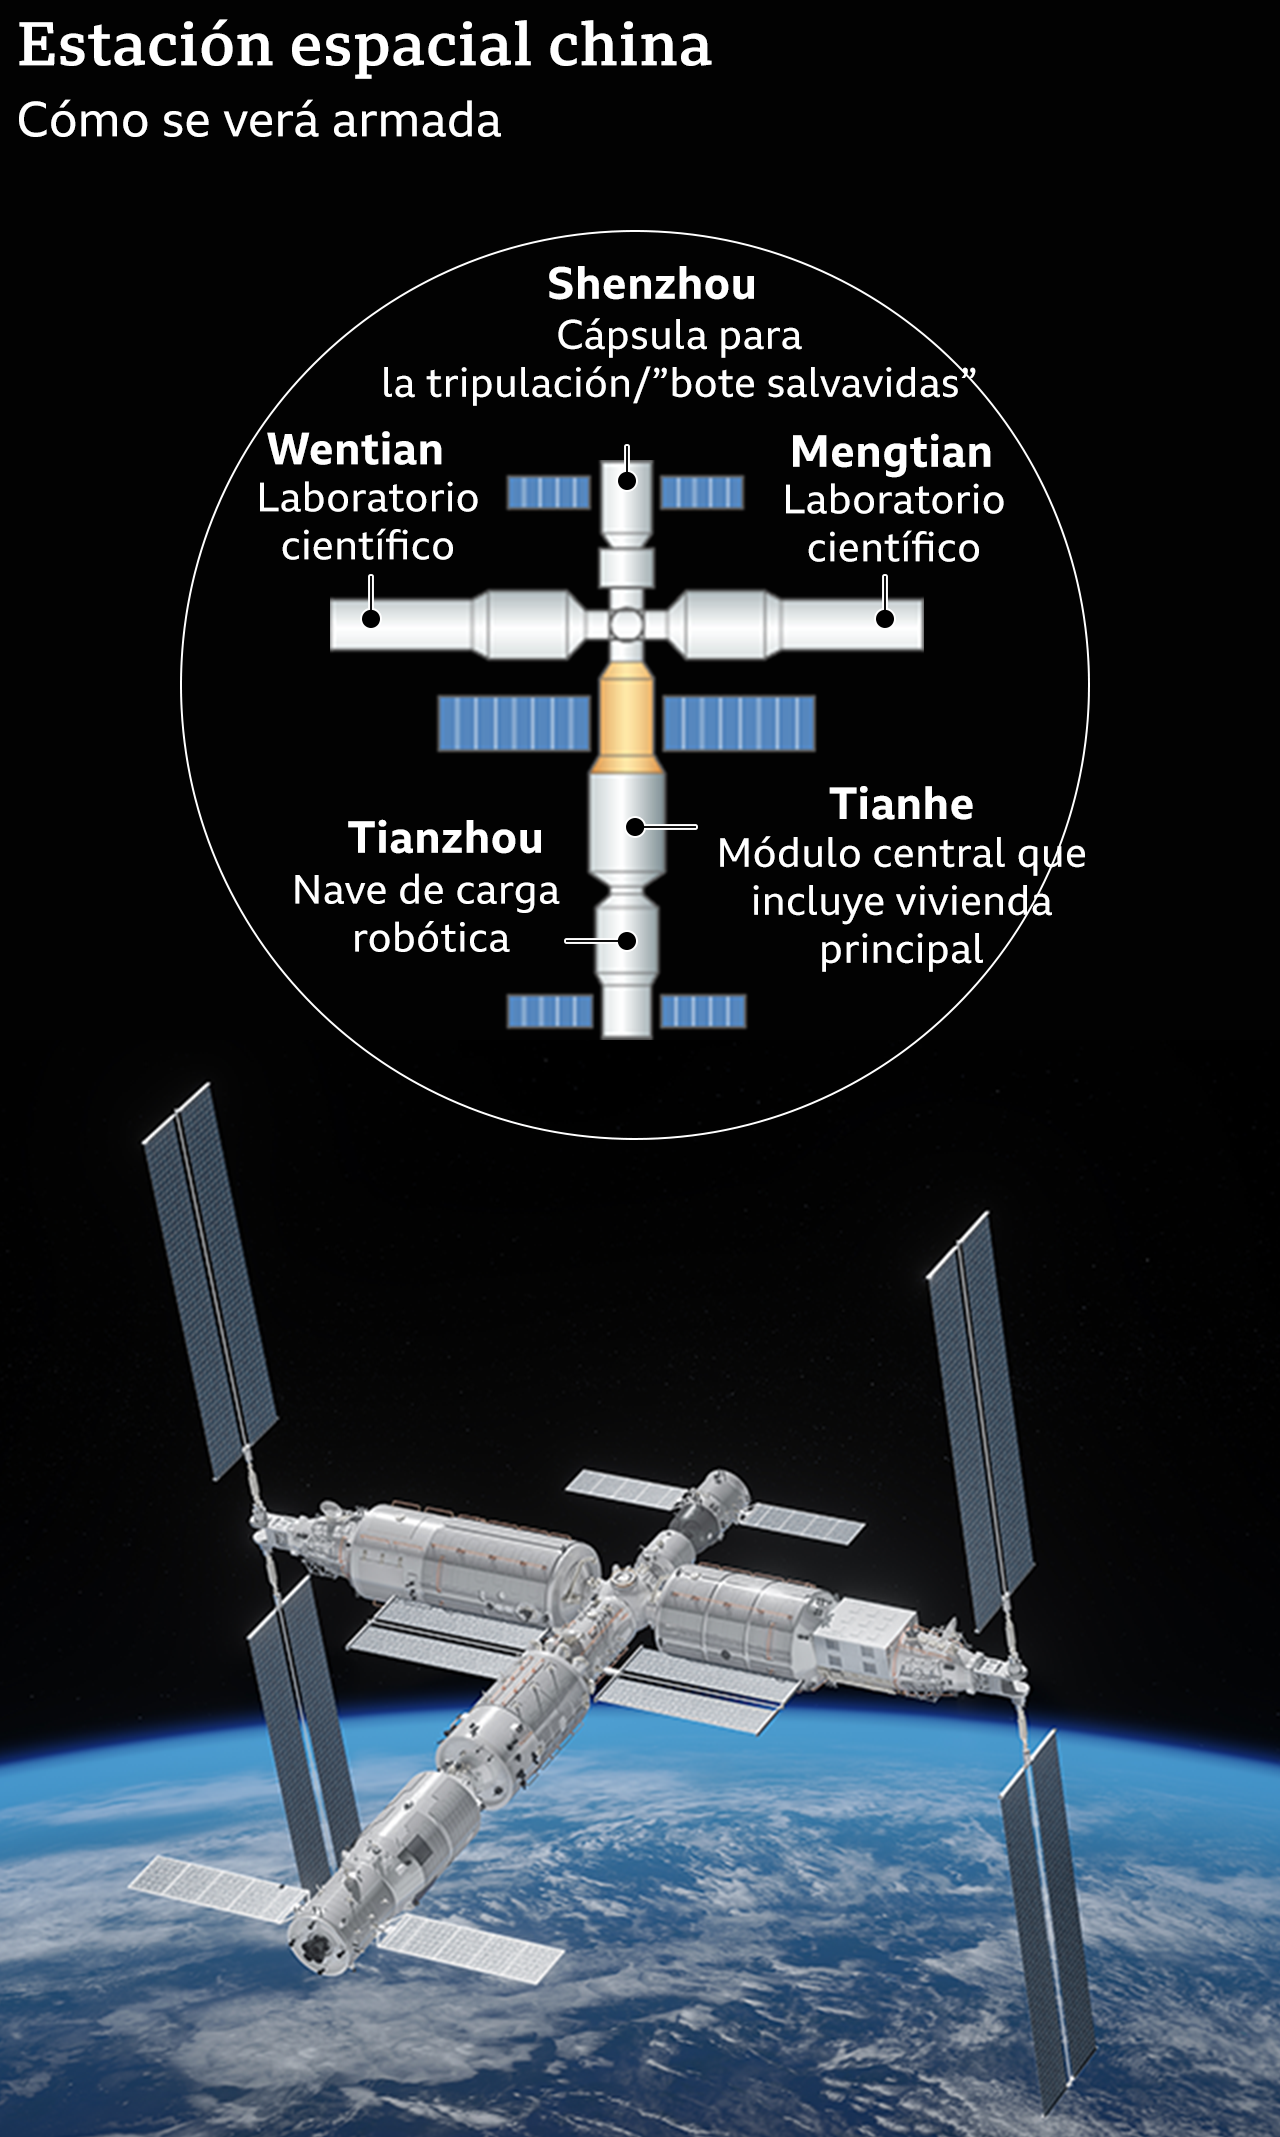 Estación espacial china
Cómo se verá armada
Shenzhou
Cápsula para
la tripulación/”bote salvavidas”
Wentian
Laboratorio
científico
Mengtian
Laboratorio
científico
Tianzhou
Nave de carga
robótica
Tianhe
Módulo central que
incluye vivienda
principal